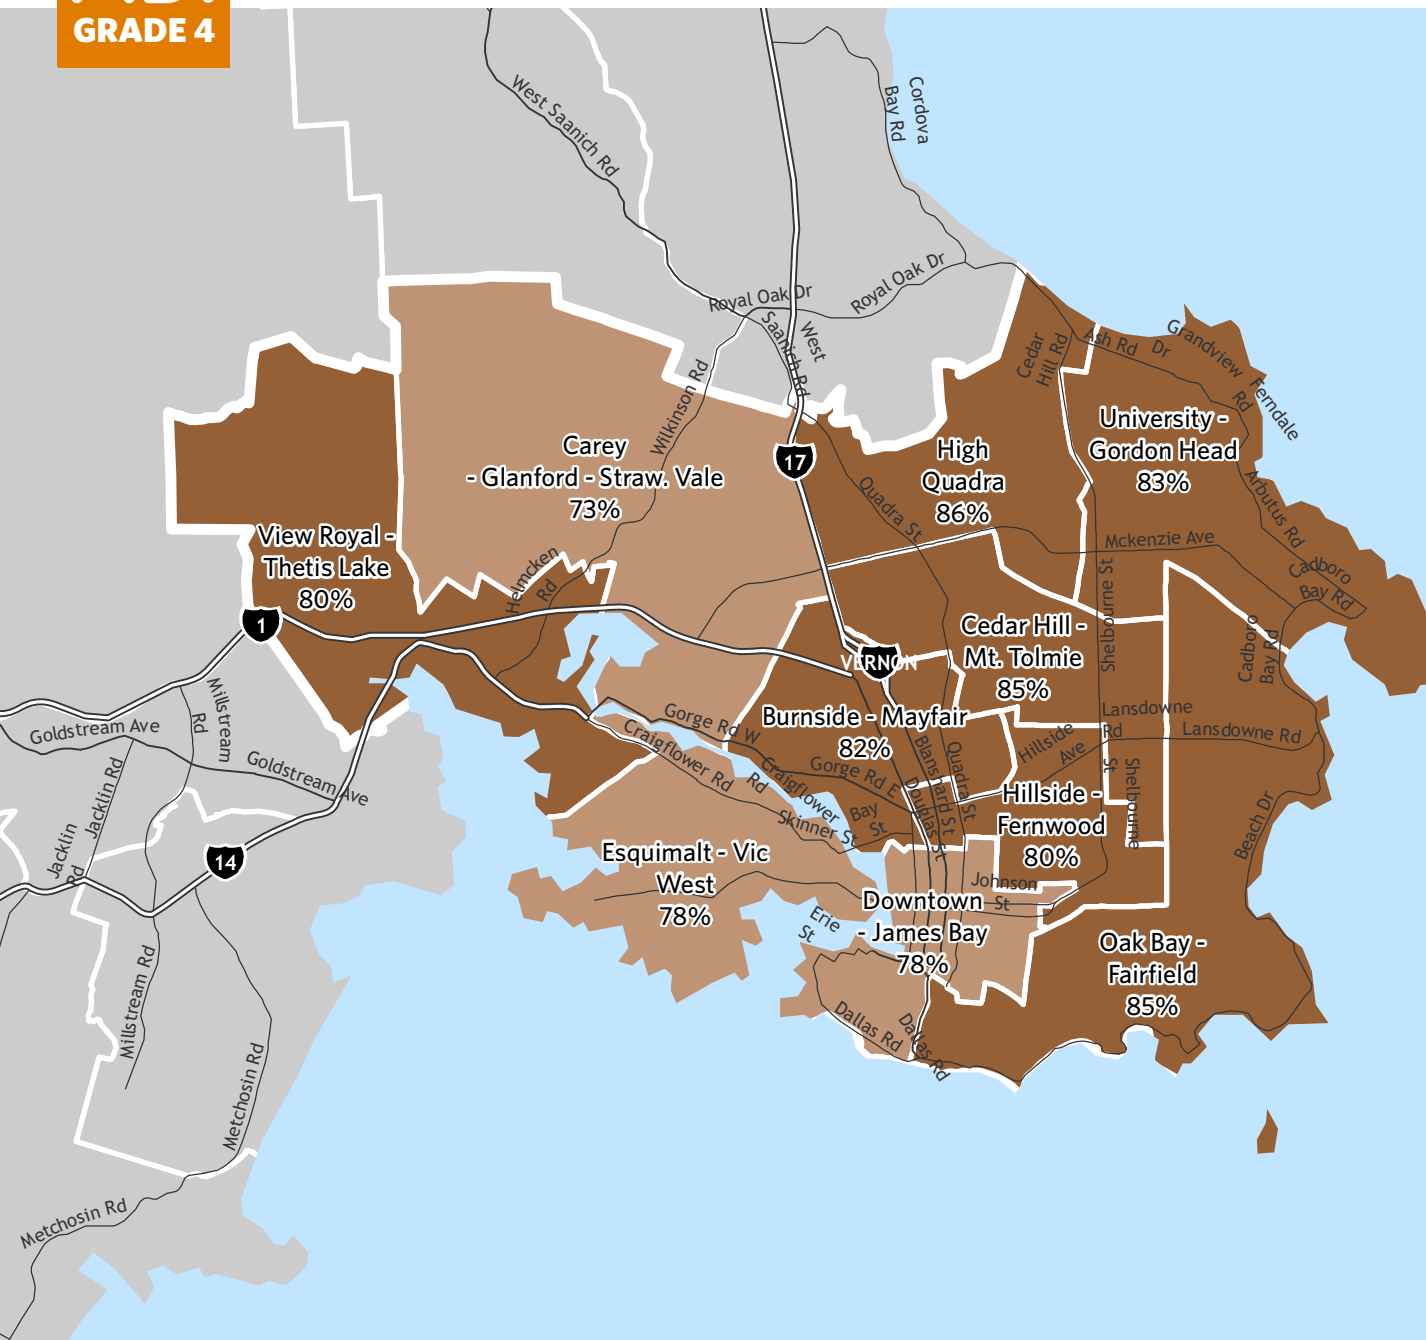 GRADE 4
Cordova
Bay Rd
West Saanich Rd
Royal Oak Dr
Royal Oak Dr
West
Saanich Rd
Wilkinson Rd
Cedar
Hill Rd
Ash Rd
Grandview
Dr
Ferndale
Rd
Carey
- Glanford - Straw. Vale
73%
17
High
Quadra
86%
University -
Gordon Head
83%
Quadra St
Arbutus Rd
Mckenzie Ave
Cadboro
Bay Rd
View Royal -
Thetis Lake
80%
Helmcken
Rd
1
Shelbourne St
Cedar Hill -
Mt. Tolmie
85%
VERNON
Cadboro
Bay Rd
Millstream
Rd
Goldstream Ave
Goldstream Ave
Jacklin Rd
Jacklin
Rd
14
Gorge Rd W
Craigflower Rd
Craigflower
Rd
Burnside - Mayfair
82%
Gorge Rd E
Blanshard St
Quadra St
Douglas St
Lansdowne
Rd
Lansdowne Rd
Hillside
Ave
Shelbourne
St
Hillside -
Fernwood
80%
Bay
St
Skinner St
Beach Dr
Esquimalt - Vic
West
78%
Johnson
St
Downtown
- James Bay
78%
Erie
St
Oak Bay -
Fairfield
85%
Dallas Rd
Dallas Rd
Millstream Rd
Metchosin Rd
Metchosin Rd